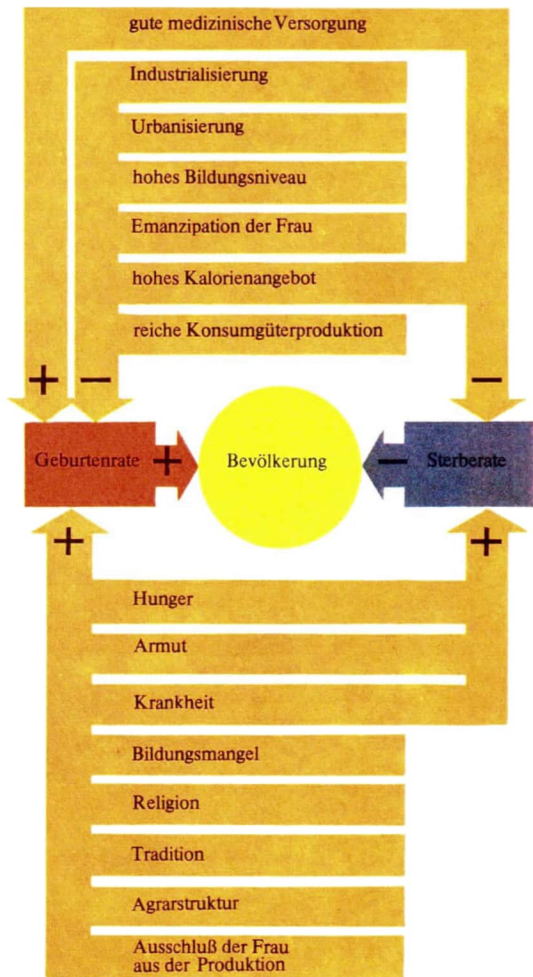 gute medizinische Versorgung
Industrialisierung
Urbanisierung
hohes Bildungsniveau
Emanzipation der Frau
hohes Kalorienangebot
reiche Konsumgüterproduktion
+ − −
Geburtenrate + Bevölkerung − Sterberate
+ +
Hunger
Armut
Krankheit
Bildungsmangel
Religion
Tradition
Agrarstruktur
Ausschluß der Frau
aus der Produktion